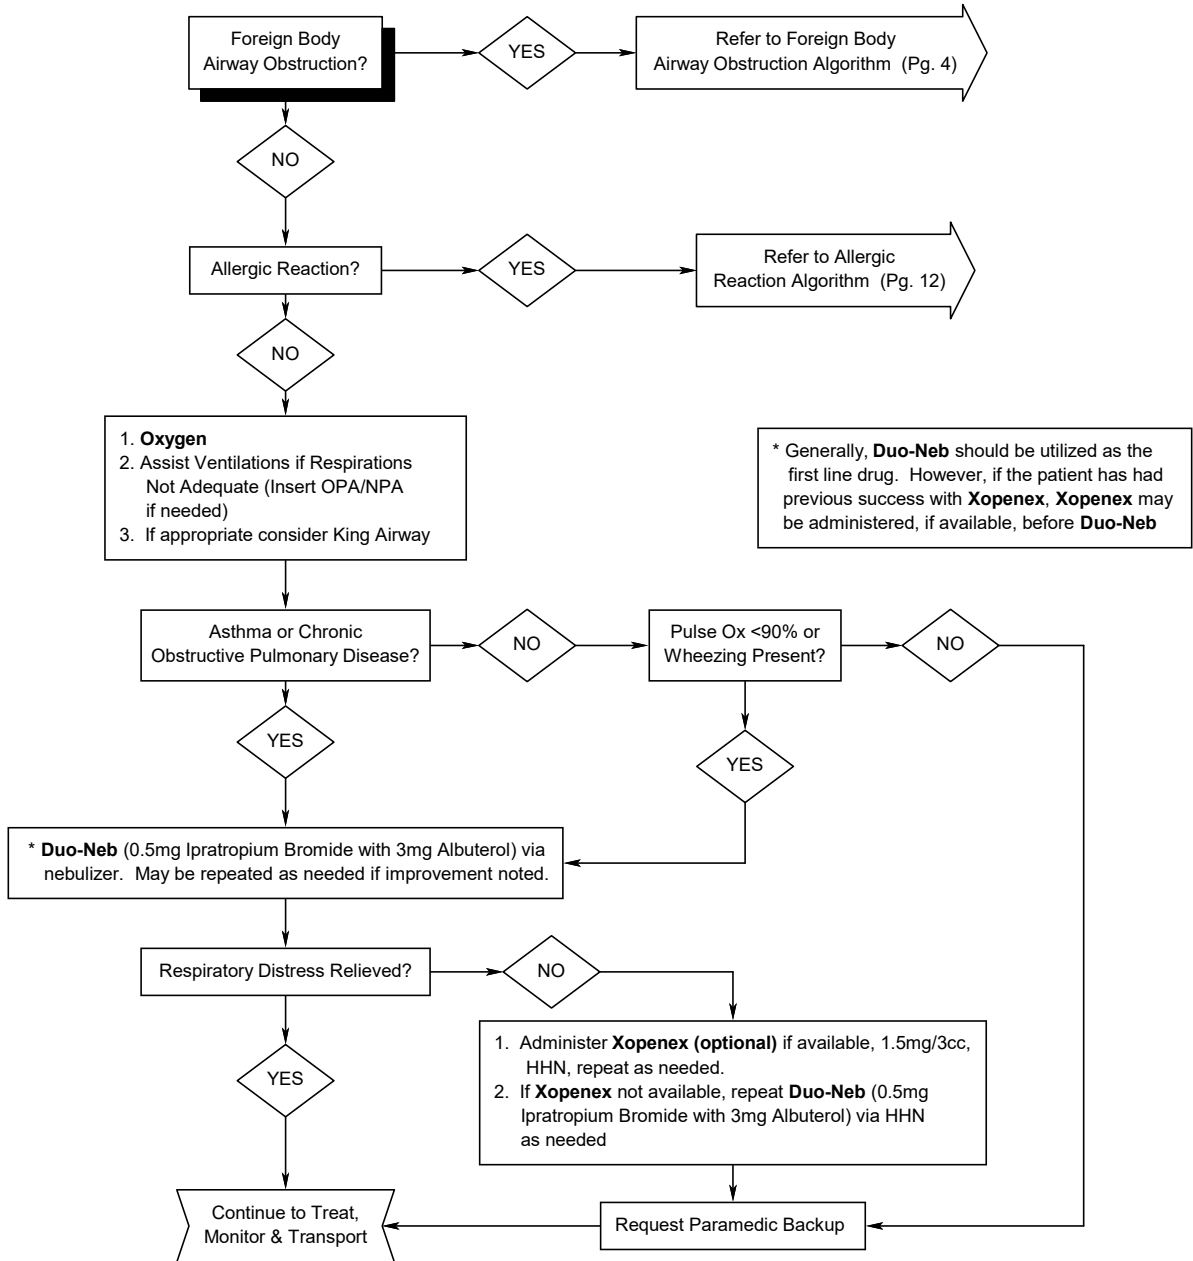 Foreign Body
Airway Obstruction?
YES
Refer to Foreign Body
Airway Obstruction Algorithm (Pg. 4)
NO
Allergic Reaction?
YES
Refer to Allergic
Reaction Algorithm (Pg. 12)
NO
1. Oxygen
2. Assist Ventilations if Respirations
Not Adequate (Insert OPA/NPA
if needed)
3. If appropriate consider King Airway
* Generally, Duo-Neb should be utilized as the
first line drug. However, if the patient has had
previous success with Xopenex, Xopenex may
be administered, if available, before Duo-Neb
Asthma or Chronic
Obstructive Pulmonary Disease?
NO
Pulse Ox <90% or
Wheezing Present?
NO
YES
YES
* Duo-Neb (0.5mg Ipratropium Bromide with 3mg Albuterol) via
nebulizer. May be repeated as needed if improvement noted.
Respiratory Distress Relieved?
NO
YES
1. Administer Xopenex (optional) if available, 1.5mg/3cc,
HHN, repeat as needed.
2. If Xopenex not available, repeat Duo-Neb (0.5mg
Ipratropium Bromide with 3mg Albuterol) via HHN
as needed
Continue to Treat,
Monitor & Transport
Request Paramedic Backup